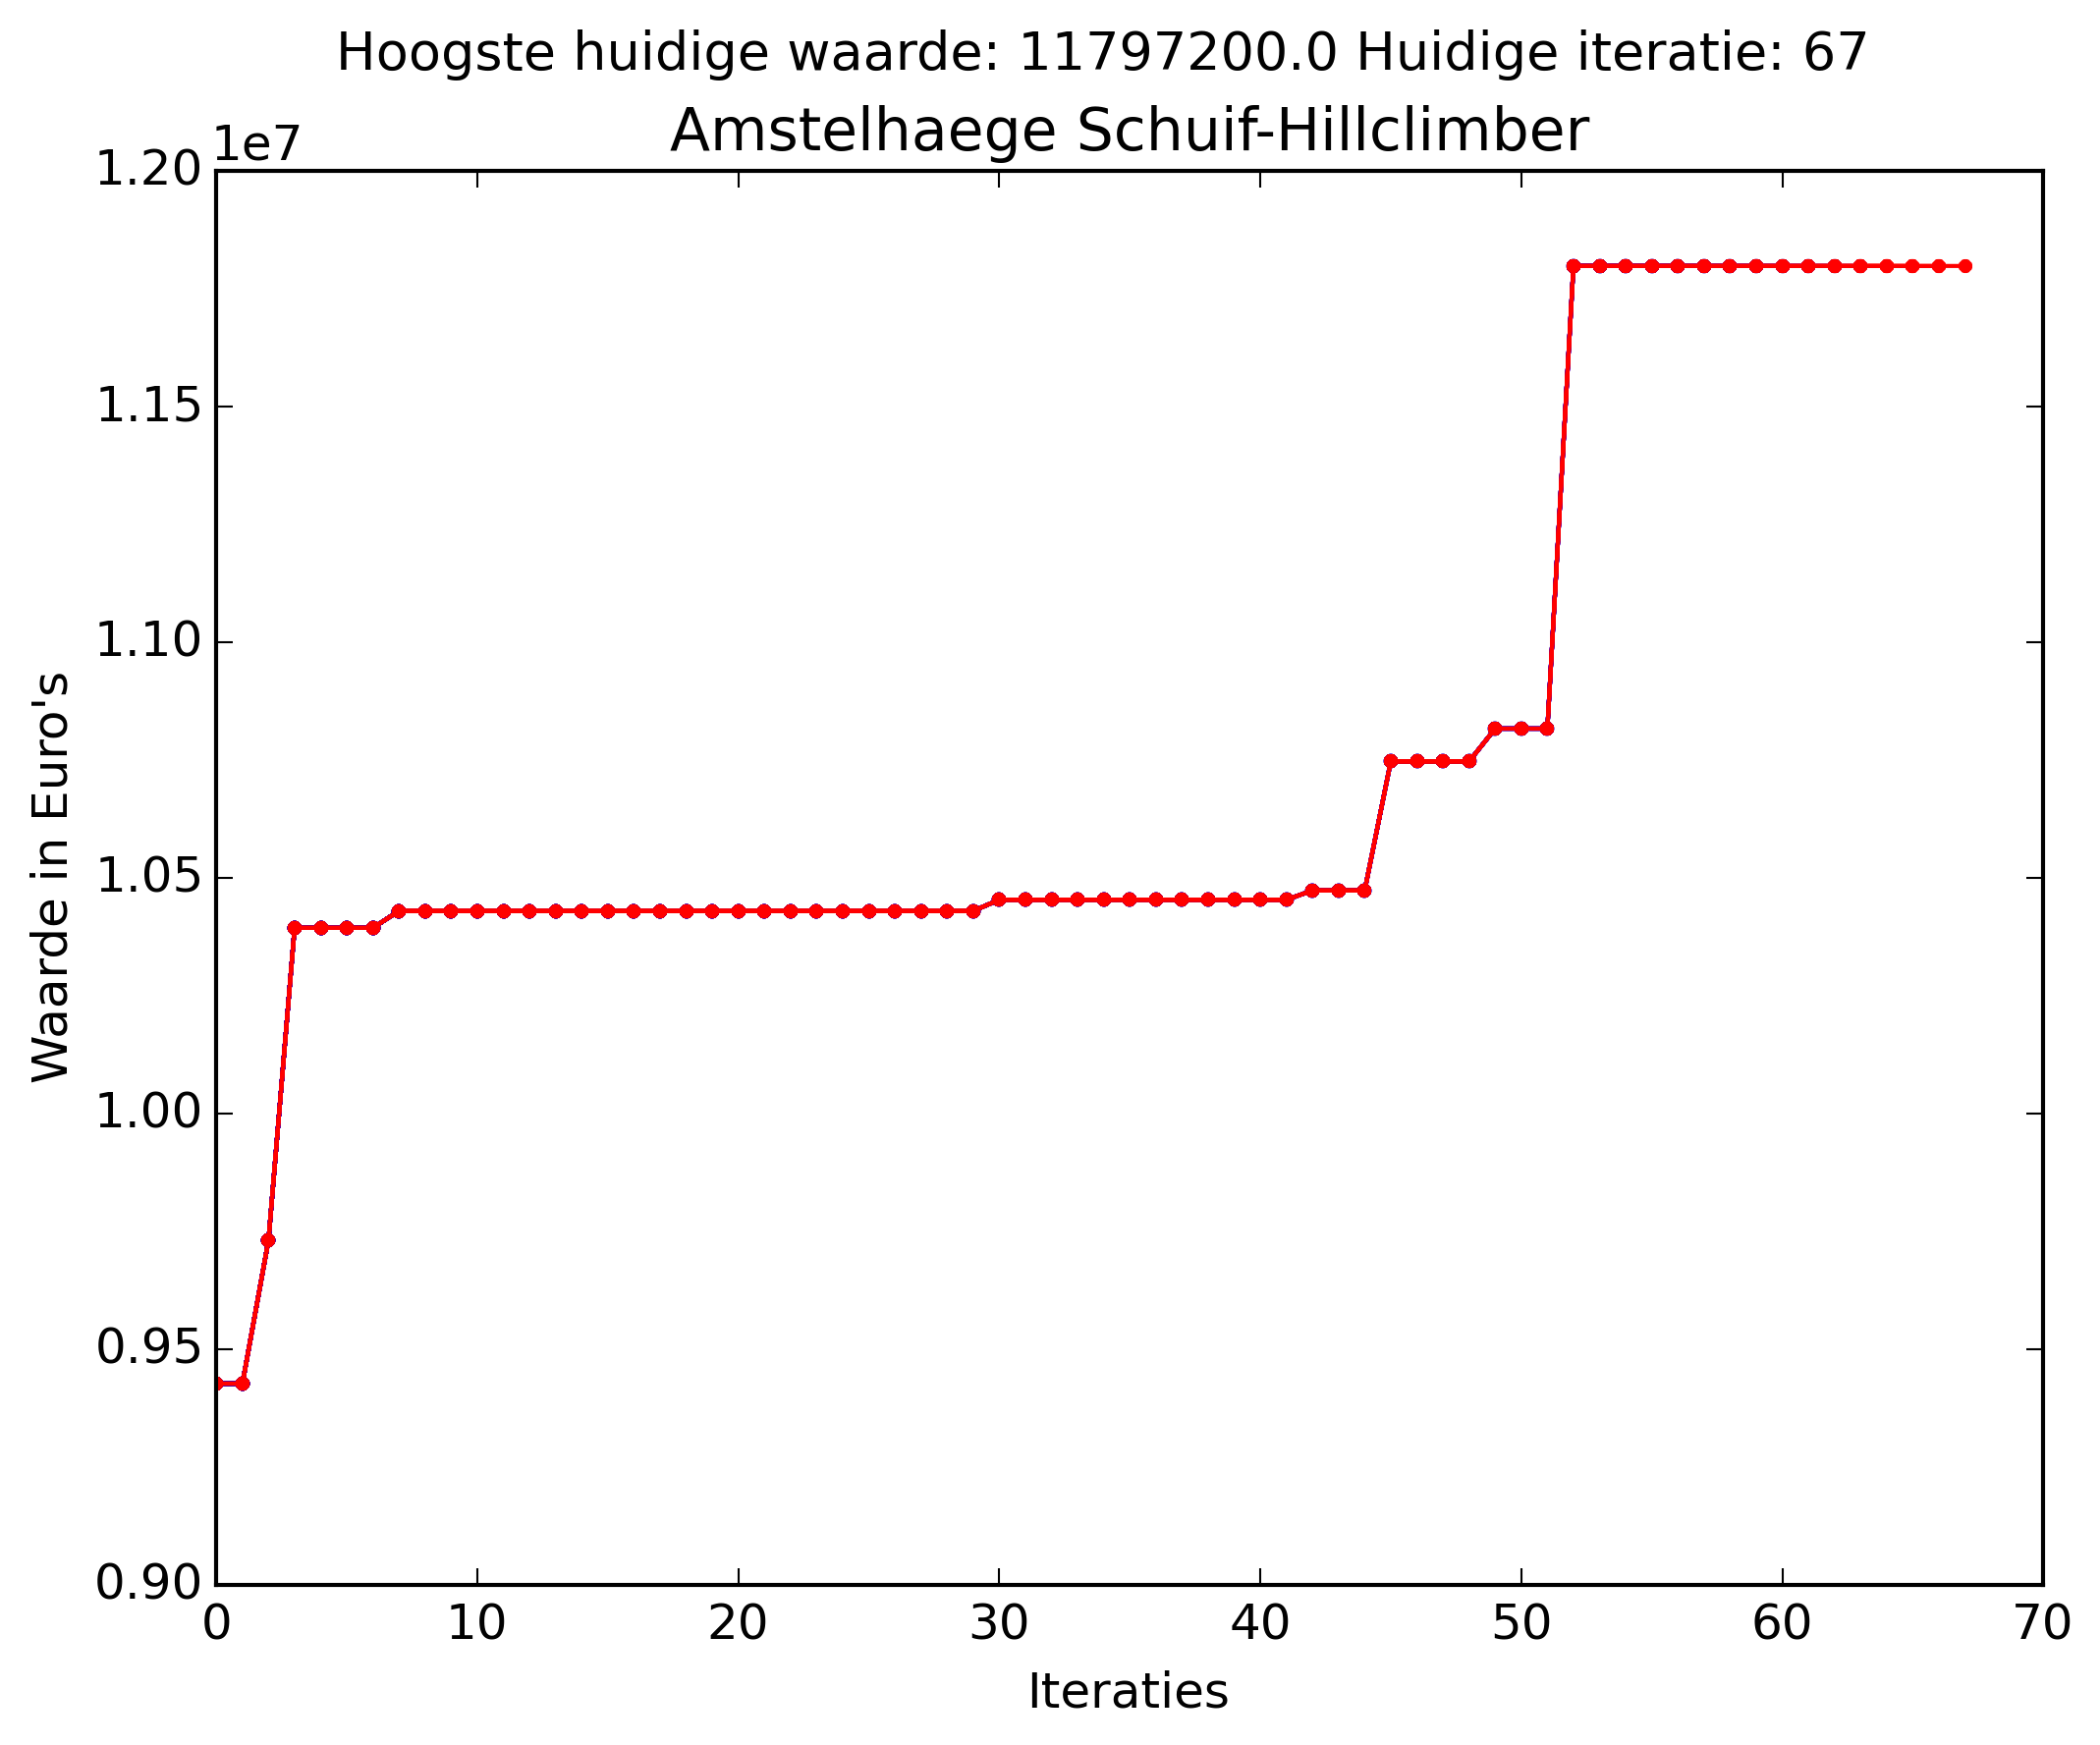 Hoogste huidige waarde: 11797200.0 Huidige iteratie: 67
Amstelhaege Schuif-Hillclimber
1e7
1.20
1.15
1.10
1.05
1.00
0.95
0.90
Waarde in Euro's
0 10 20 30 40 50 60 70
Iteraties